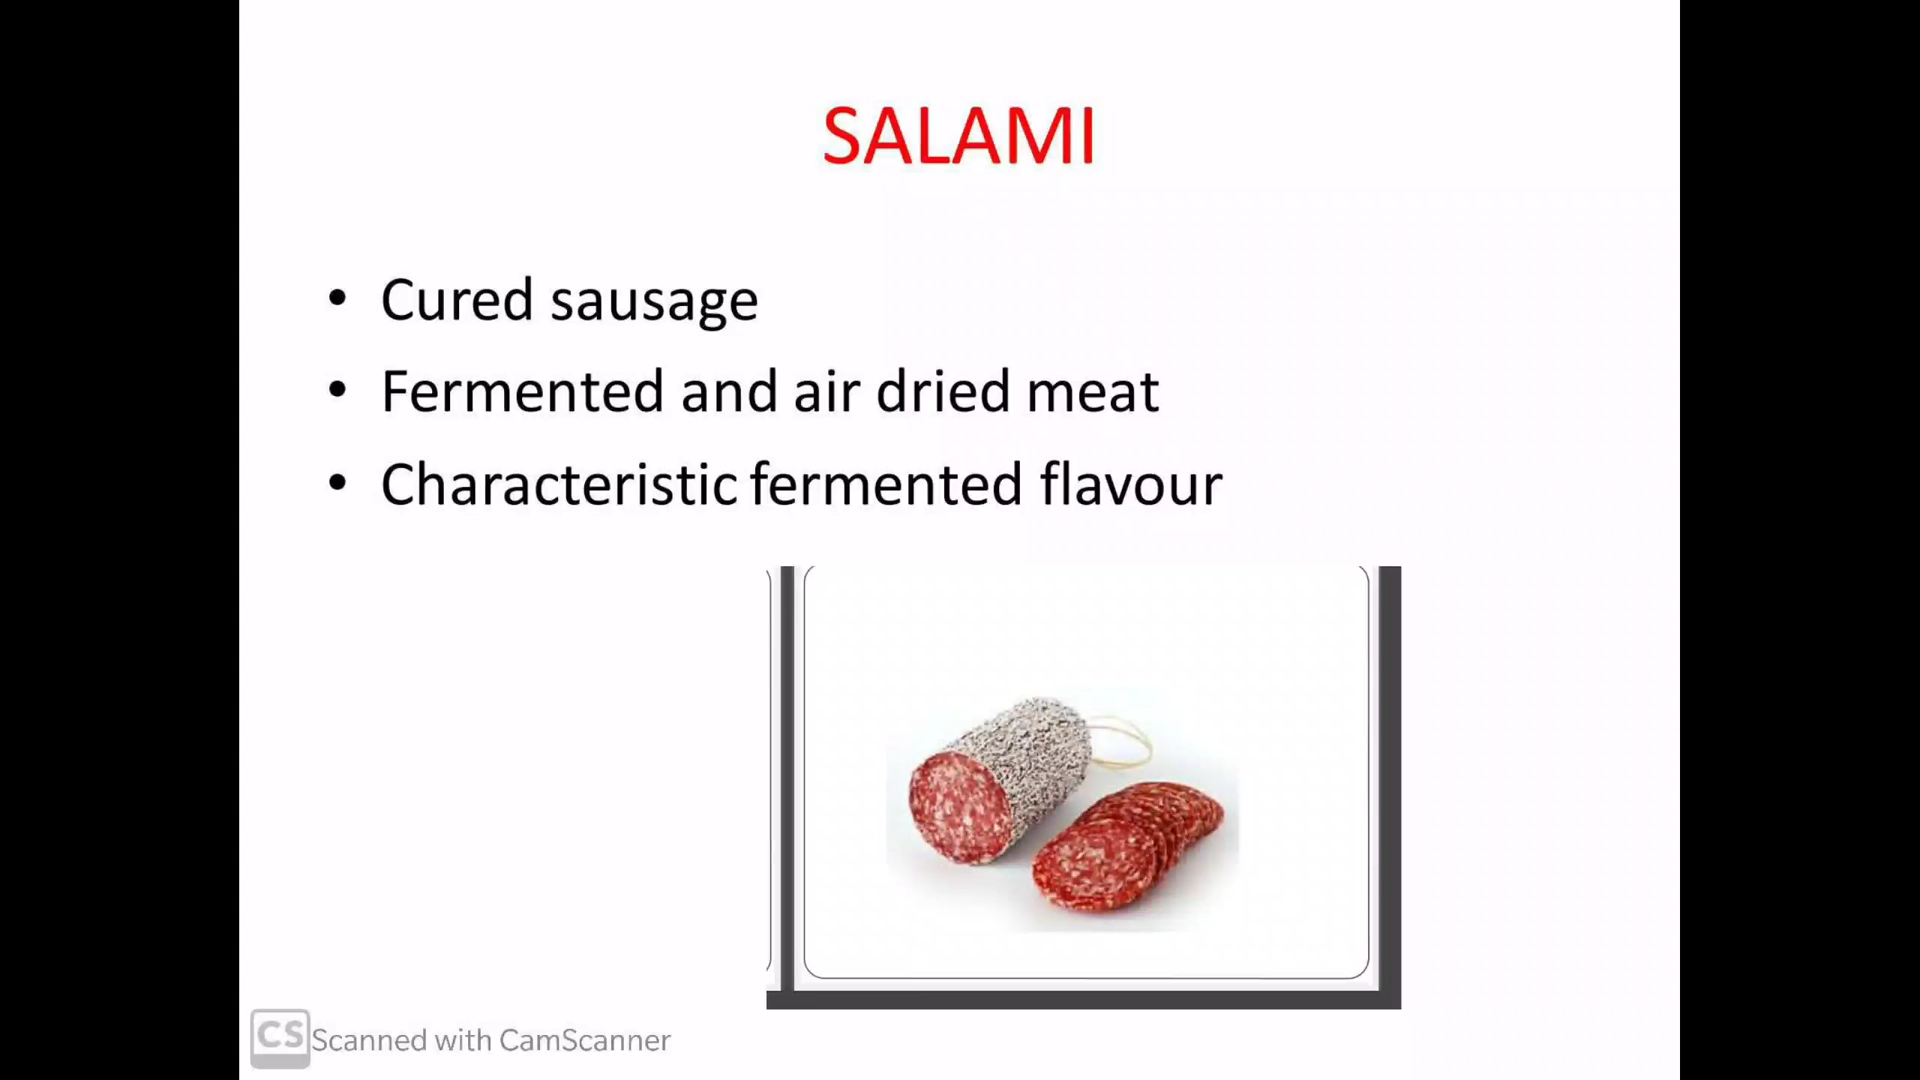 SALAMI
• Cured sausage
• Fermented and air dried meat
• Characteristic fermented flavour
CS Scanned with CamScanner